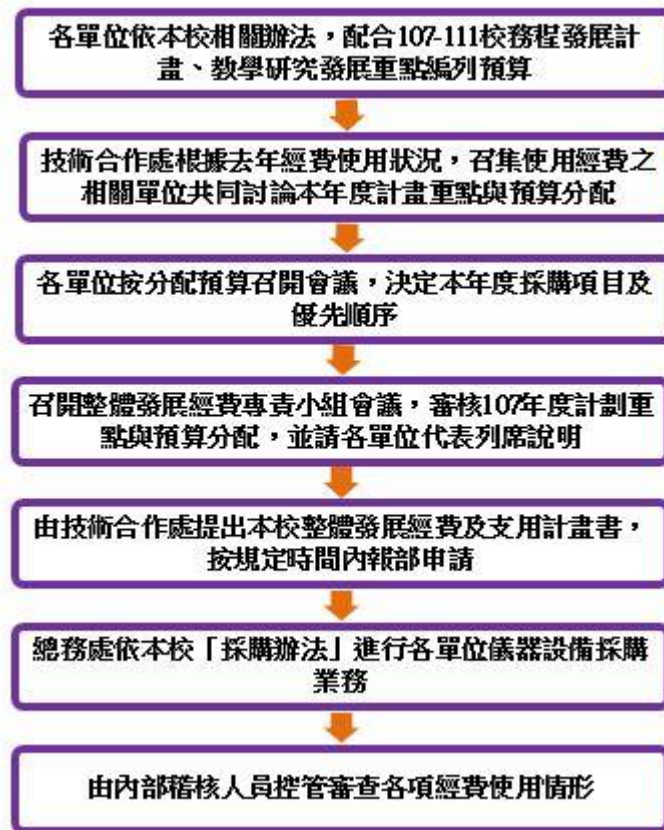 各單位依本校相關辦法，配合107-111校務程發展計
畫、教學研究發展重點編列預算
技術合作處根據去年經費使用狀況，召集使用經費之
相關單位共同討論本年度計畫重點與預算分配
各單位按分配預算召開會議，決定本年度採購項目及
優先順序
召開整體發展經費專責小組會議，審核107年度計劃重
點與預算分配，並請各單位代表列席說明
由技術合作處提出本校整體發展經費及支用計畫書，
按規定時間內報部申請
總務處依本校「採購辦法」進行各單位儀器設備採購
業務
由內部稽核人員控管審查各項經費使用情形